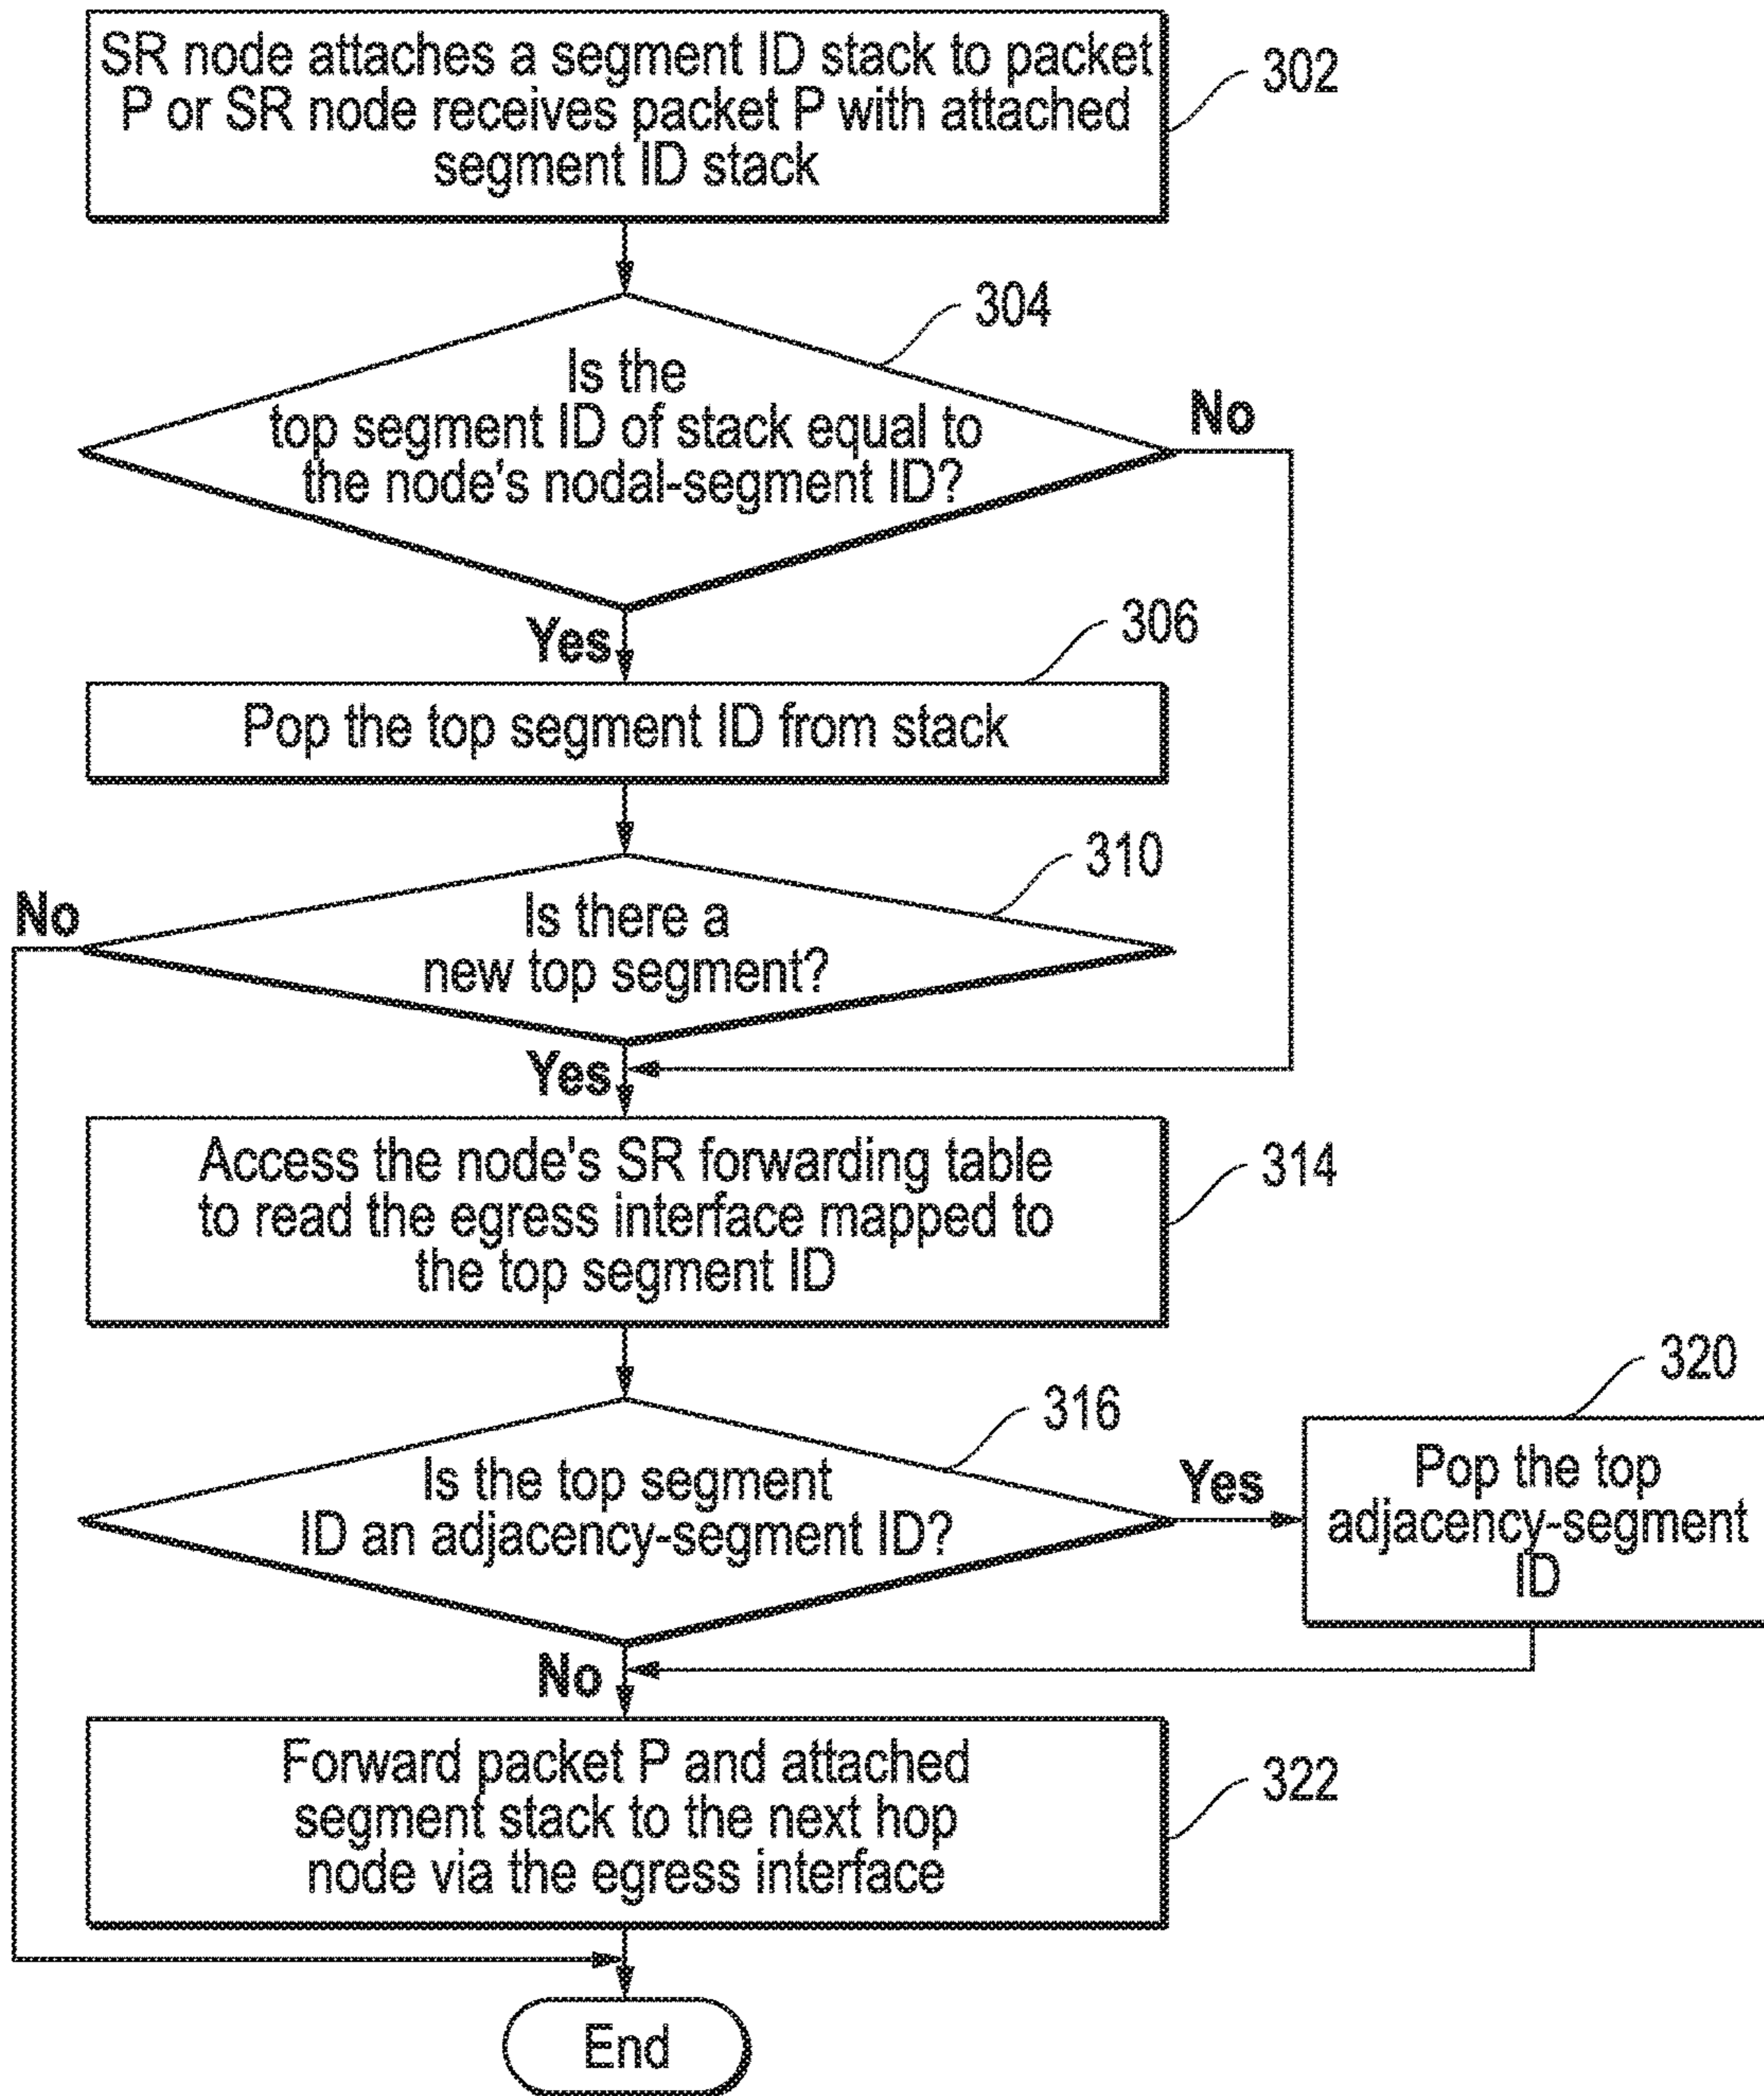 SR node attaches a segment ID stack to packet
P or SR node receives packet P with attached
segment ID stack
302
304
Is the
top segment ID of stack equal to
the node's nodal-segment ID?
No
Yes
306
Pop the top segment ID from stack
310
No
Is there a
new top segment?
Yes
Access the node's SR forwarding table
to read the egress interface mapped to
the top segment ID
314
316
320
Is the top segment
ID an adjacency-segment ID?
Yes
Pop the top
adjacency-segment
ID
No
Forward packet P and attached
segment stack to the next hop
node via the egress interface
322
End